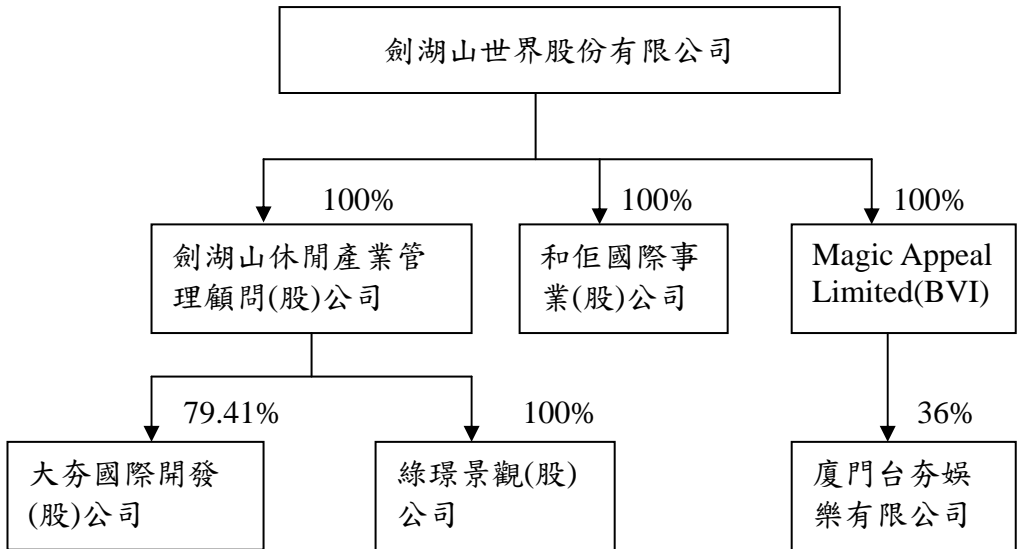 劍湖山世界股份有限公司
100%
100%
100%
劍湖山休閒產業管
理顧問(股)公司
和佢國際事
業(股)公司
Magic Appeal
Limited(BVI)
79.41%
100%
36%
大夯國際開發
(股)公司
綠璟景觀(股)
公司
廈門台夯娛
樂有限公司